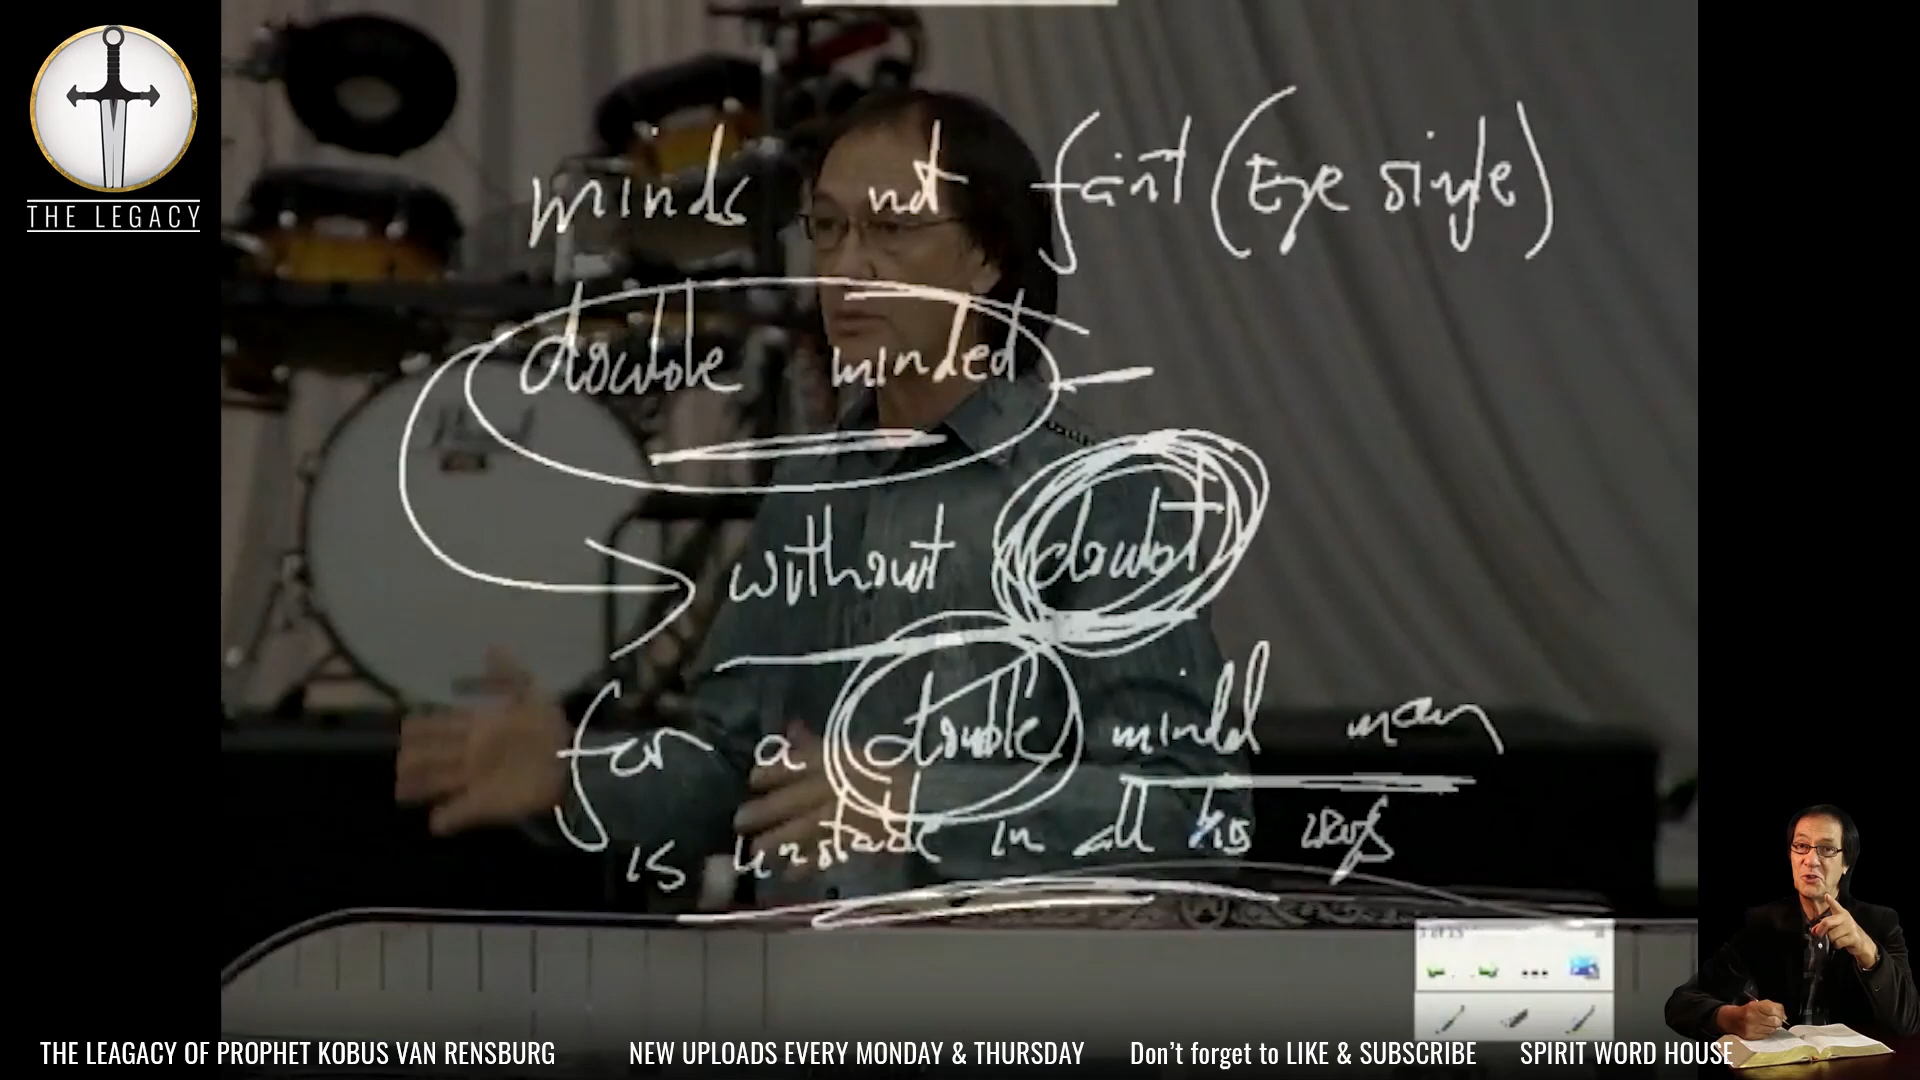 THE LEGACY
minds not faint (Eye single)
double minded
without doubt
for a double minded man
is unstable in all his ways
THE LEAGACY OF PROPHET KOBUS VAN RENSBURG NEW UPLOADS EVERY MONDAY & THURSDAY Don't forget to LIKE & SUBSCRIBE SPIRIT WORD HOUSE